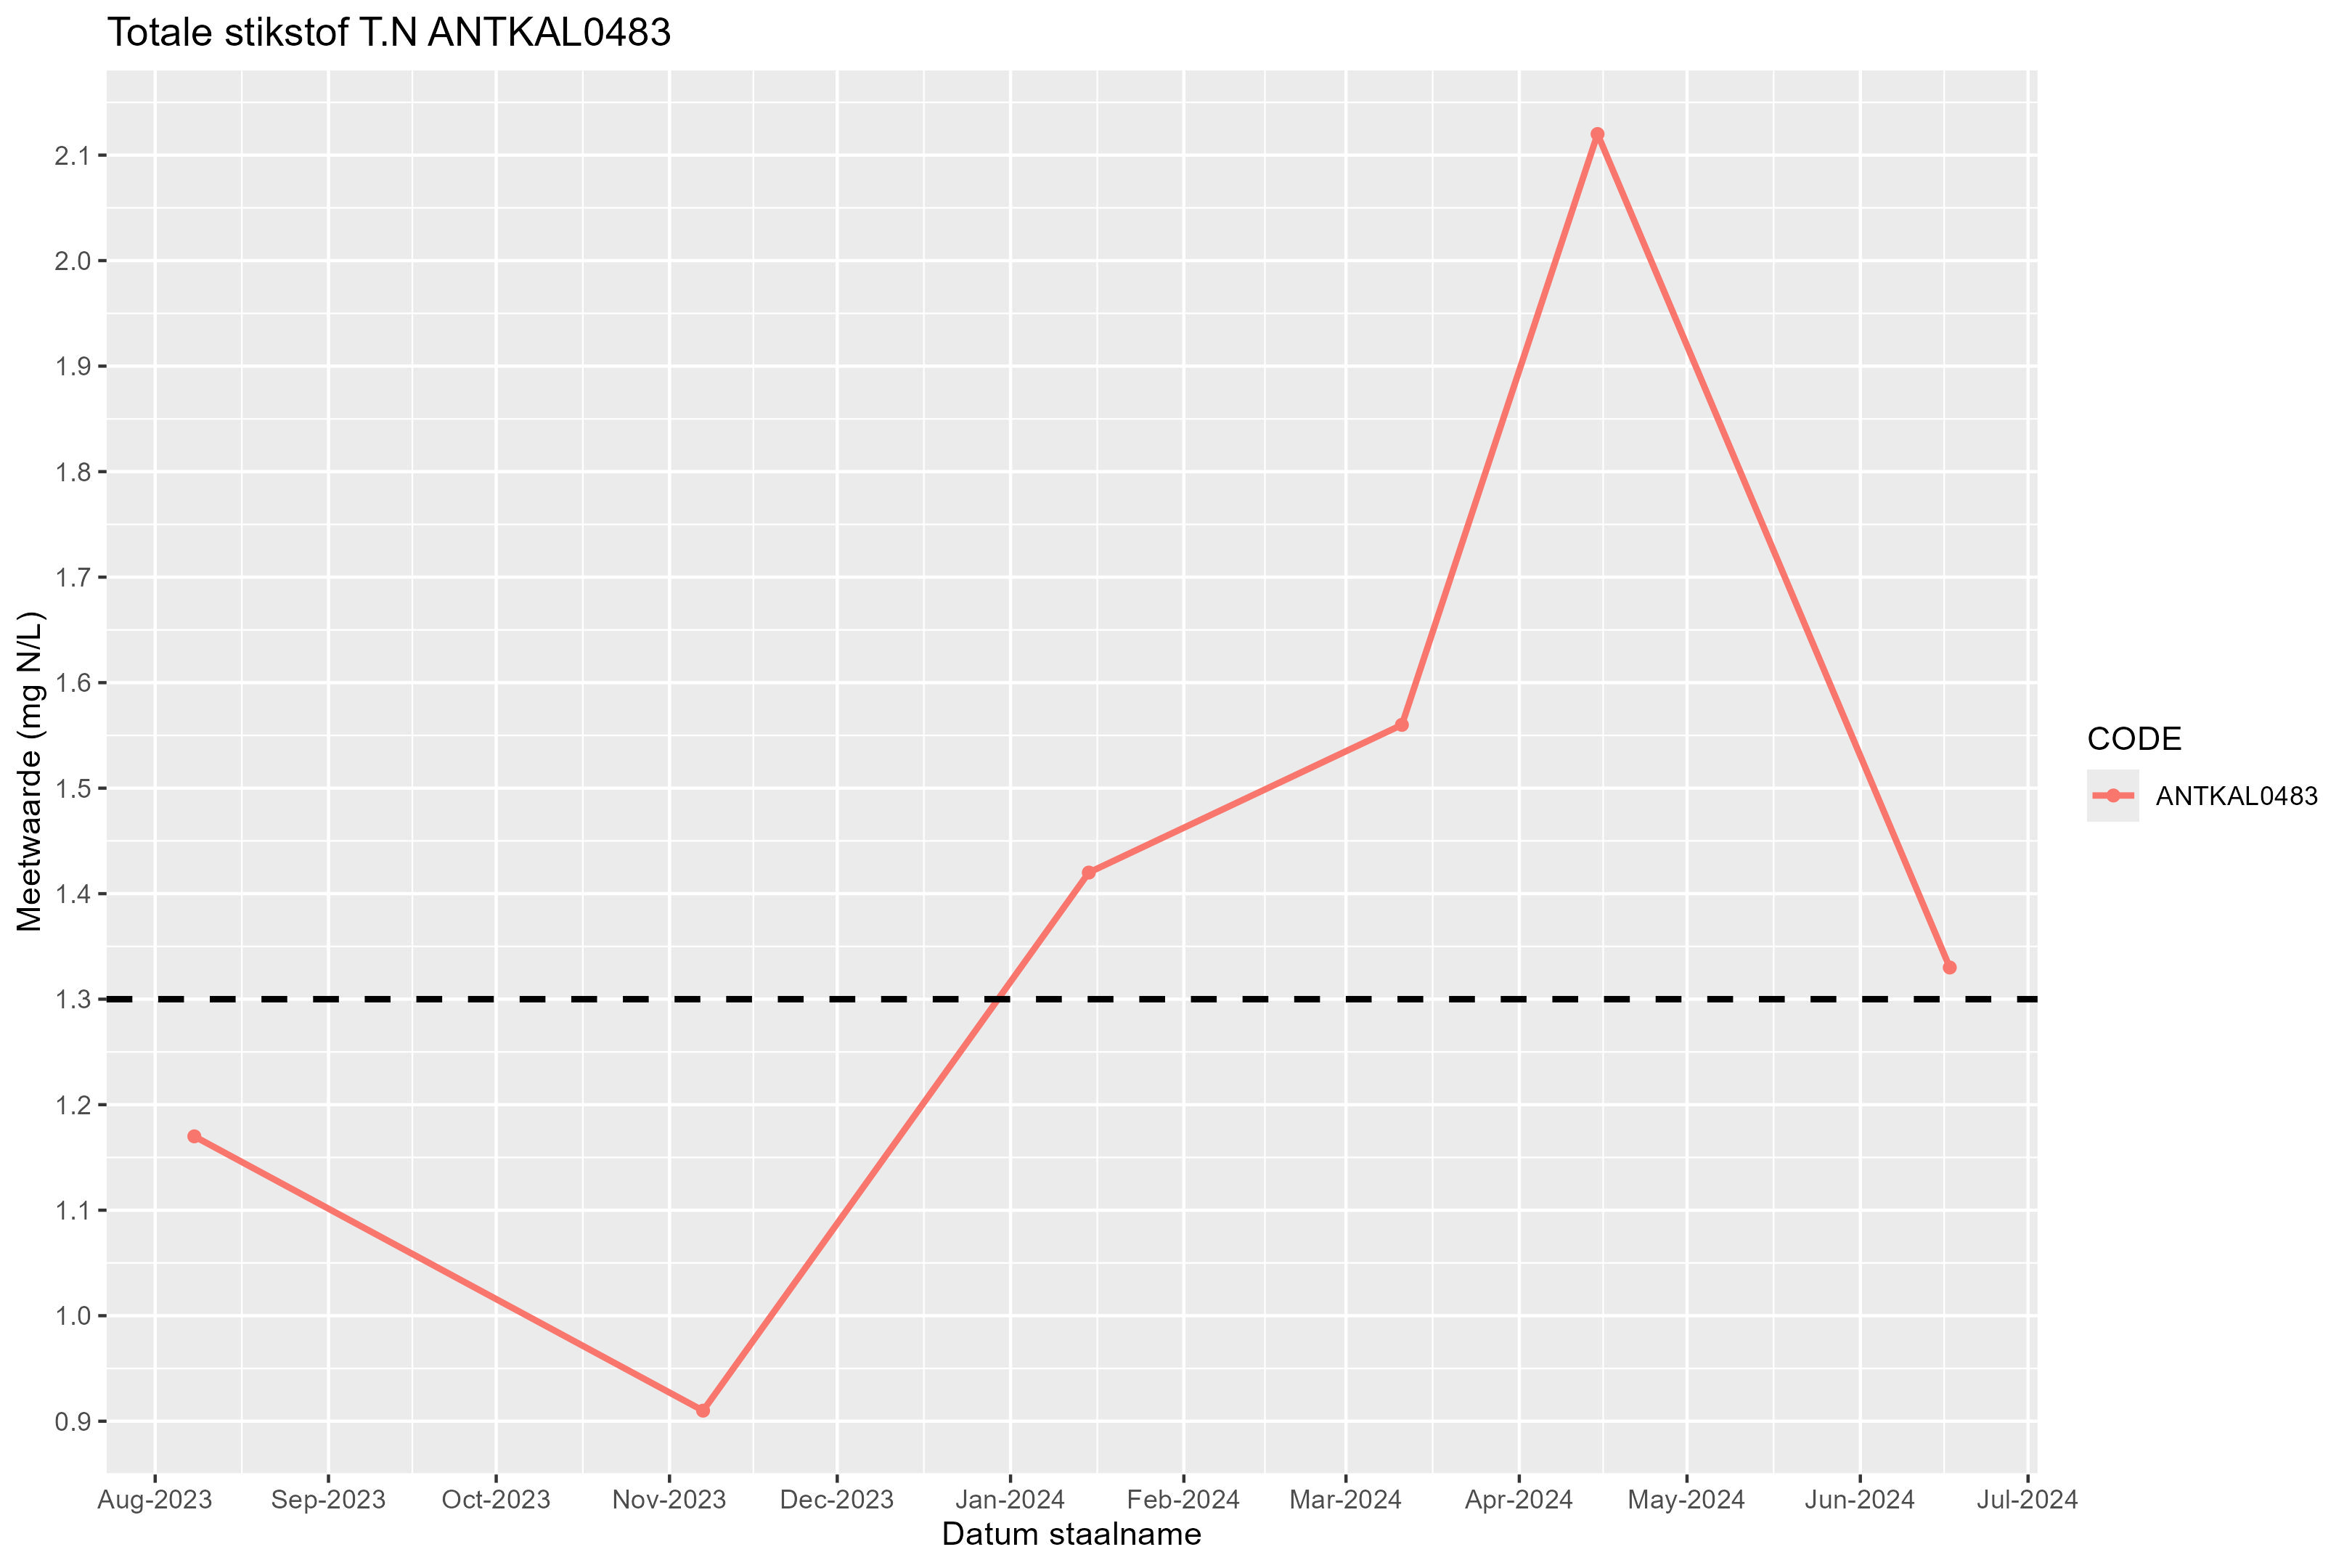 Totale stikstof T.N ANTKAL0483
Meetwaarde (mg N/L)
2.1
2.0
1.9
1.8
1.7
1.6
1.5
1.4
1.3
1.2
1.1
1.0
0.9
Aug-2023 Sep-2023 Oct-2023 Nov-2023 Dec-2023 Jan-2024 Feb-2024 Mar-2024 Apr-2024 May-2024 Jun-2024 Jul-2024
Datum staalname
CODE
ANTKAL0483